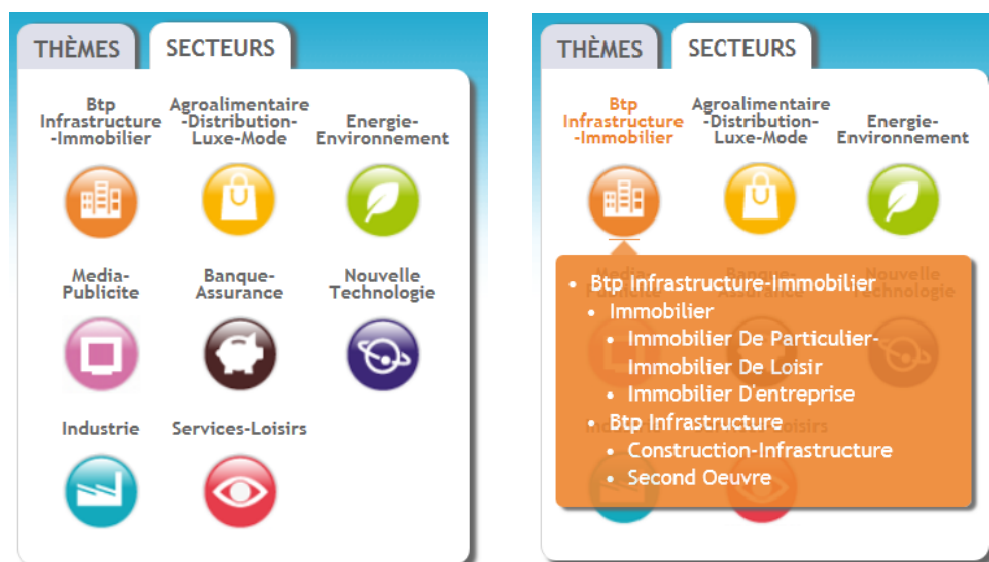 THÈMES
SECTEURS
Btp
Infrastructure
-Immobilier
Agroalimentaire
-Distribution-
Luxe-Mode
Energie-
Environnement
Media-
Publicite
Banque-
Assurance
Nouvelle
Technologie
Industrie
Services-Loisirs
THÈMES
SECTEURS
Btp
Infrastructure
-Immobilier
Agroalimentaire
-Distribution-
Luxe-Mode
Energie-
Environnement
• Btp Infrastructure-Immobilier
• Immobilier
• Immobilier De Particulier-
Immobilier De Loisir
• Immobilier D'entreprise
• Btp Infrastructure
• Construction-Infrastructure
• Second Oeuvre